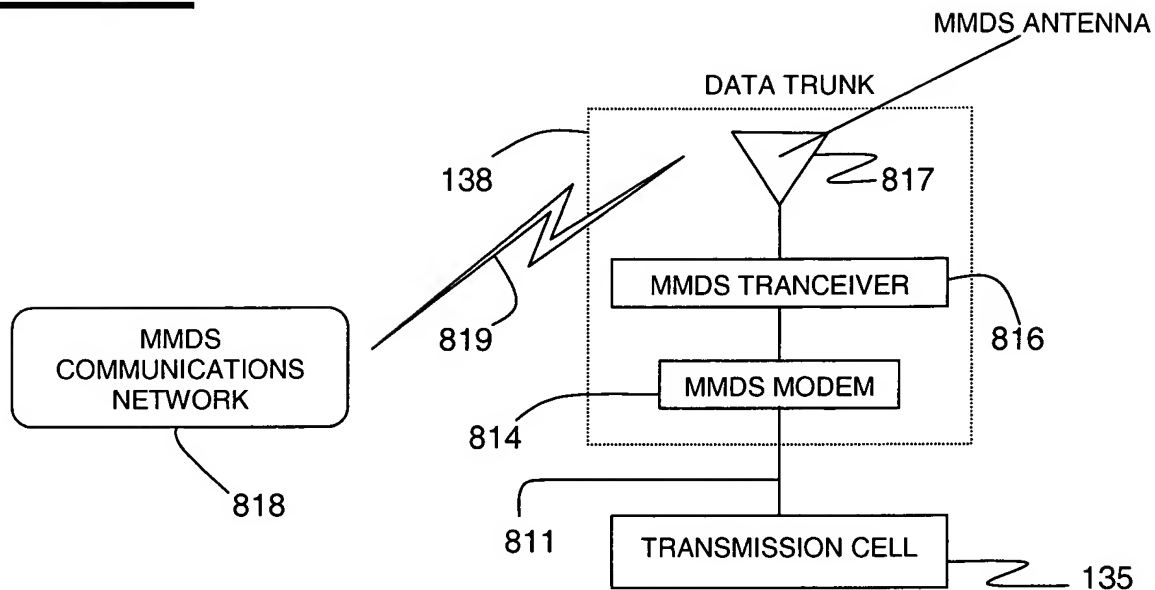 MMDS ANTENNA
DATA TRUNK
138
817
MMDS TRANCEIVER
819
816
MMDS
COMMUNICATIONS
NETWORK
MMDS MODEM
814
818
811
TRANSMISSION CELL
135